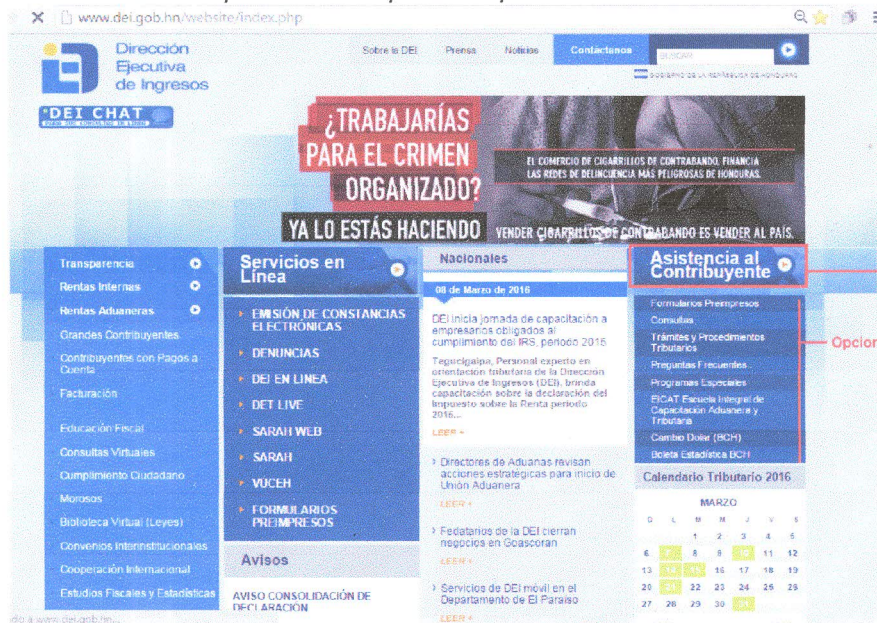 www.dei.gob.hn/website/index.php
Dirección
Ejecutiva
de Ingresos
Sobre la DEI
Prensa
Noticias
Contáctanos
BUSCAR
GOBIERNO DE LA REPÚBLICA DE HONDURAS
DEI CHAT
¿TRABAJARÍAS
PARA EL CRIMEN
ORGANIZADO?
YA LO ESTÁS HACIENDO
EL COMERCIO DE CIGARRILLOS DE CONTRABANDO, FINANCIA
LAS REDES DE DELINCUENCIA MÁS PELIGROSAS DE HONDURAS.
VENDER CIGARRILLOS DE CONTRABANDO ES VENDER AL PAÍS.
Transparencia
Rentas Internas
Rentas Aduaneras
Grandes Contribuyentes
Contribuyentes con Pagos a
Cuenta
Facturación
Educación Fiscal
Consultas Virtuales
Cumplimiento Ciudadano
Morosos
Biblioteca Virtual (Leyes)
Convenios Interinstitucionales
Cooperación Internacional
Estudios Fiscales y Estadísticas
Servicios en
Línea
EMISIÓN DE CONSTANCIAS
ELECTRONICAS
DENUNCIAS
DEI EN LINEA
DET LIVE
SARAH WEB
SARAH
VUCEH
FORMULARIOS
PREIMPRESOS
Avisos
AVISO CONSOLIDACIÓN DE
DECLARACIÓN
Nacionales
08 de Marzo de 2016
DEI inicia jornada de capacitación a
empresarios obligados al
cumplimiento del IRS, periodo 2015
Tegucigalpa, Personal experto en
orientación tributaria de la Dirección
Ejecutiva de Ingresos (DEI), brinda
capacitación sobre la declaración del
Impuesto sobre la Renta periodo
2016...
LEER +
Directores de Aduanas revisan
acciones estratégicas para inicio de
Unión Aduanera
LEER +
Fedatarios de la DEI cierran
negocios en Goascoran
LEER +
Servicios de DEI móvil en el
Departamento de El Paraíso
LEER +
Asistencia al
Contribuyente
Formularios Preimpresos
Consultas
Trámites y Procedimientos
Tributarios
Preguntas Frecuentes
Programas Especiales
EICAT Escuela Integral de
Capacitación Aduanera y
Tributaria
Cambio Dolar (BCH)
Boleta Estadística BCH
Opcion
Calendario Tributario 2016
MARZO
D L M M J V S
1 2 3 4 5
6 7 8 9 10 11 12
13 14 15 16 17 18 19
20 21 22 23 24 25 26
27 28 29 30 31